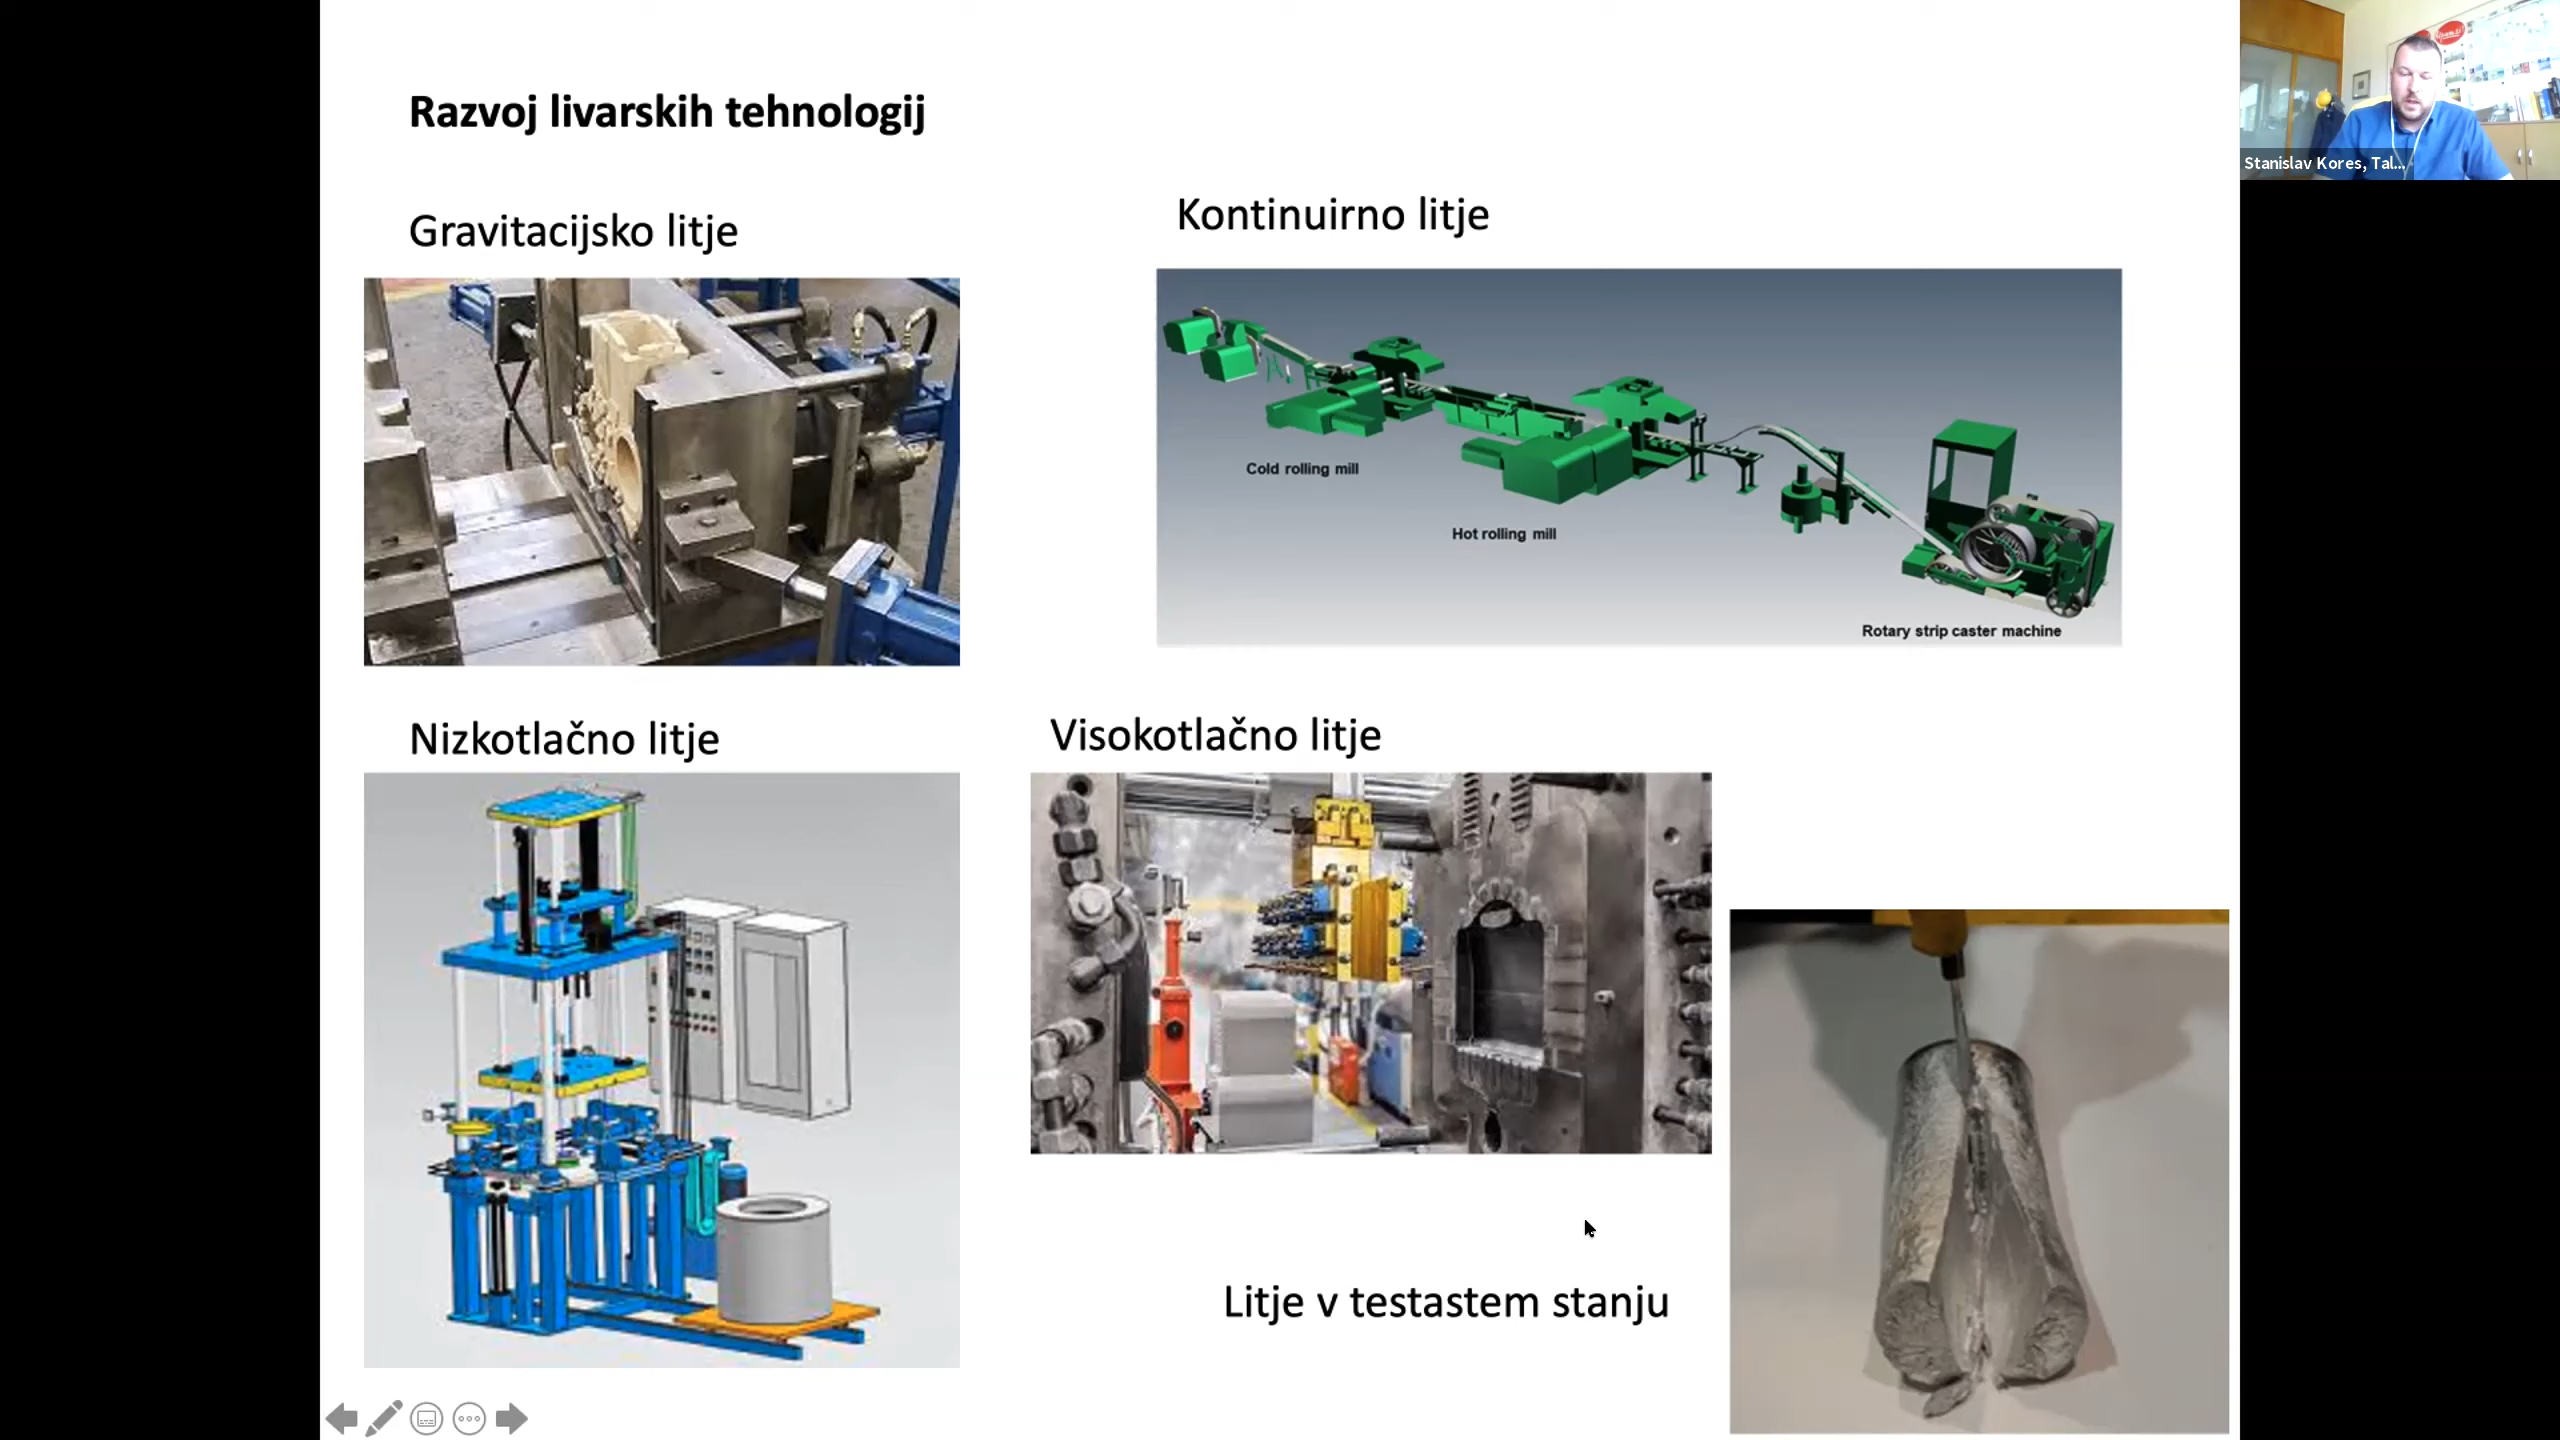 Razvoj livarskih tehnologij
Gravitacijsko litje
Kontinuirno litje
Cold rolling mill
Hot rolling mill
Rotary strip caster machine
Nizkotlačno litje
Visokotlačno litje
Litje v testastem stanju
Stanislav Kores, Tal...